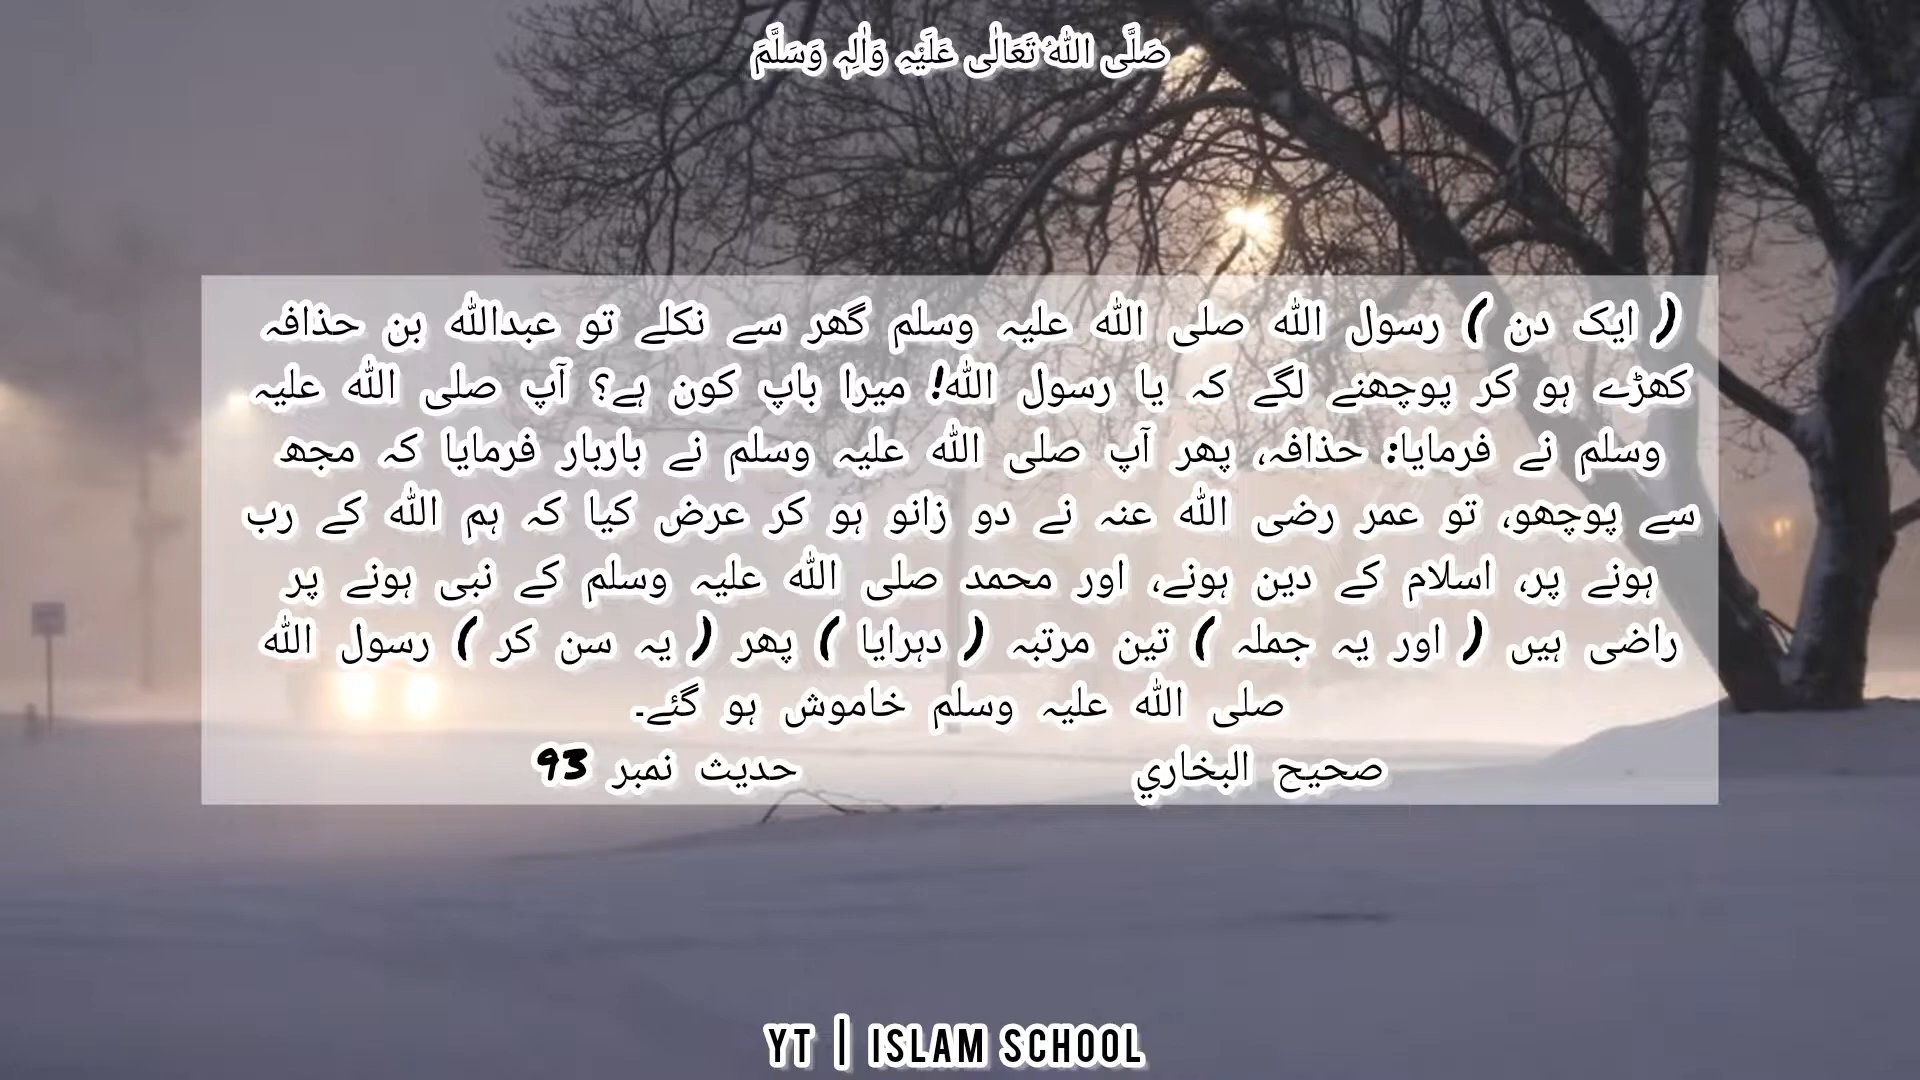 صَلَّی اللہُ تَعَالٰی عَلَیْہِ وَاٰلِہٖ وَسَلَّمَ
( ایک دن ) رسول اللہ صلی اللہ علیہ وسلم گھر سے نکلے تو عبداللہ بن حذافہ
کھڑے ہو کر پوچھنے لگے کہ یا رسول اللہ! میرا باپ کون ہے؟ آپ صلی اللہ علیہ
وسلم نے فرمایا: حذافہ، پھر آپ صلی اللہ علیہ وسلم نے باربار فرمایا کہ مجھ
سے پوچھو، تو عمر رضی اللہ عنہ نے دو زانو ہو کر عرض کیا کہ ہم اللہ کے رب
ہونے پر، اسلام کے دین ہونے، اور محمد صلی اللہ علیہ وسلم کے نبی ہونے پر
راضی ہیں ( اور یہ جملہ ) تین مرتبہ ( دہرایا ) پھر ( یہ سن کر ) رسول اللہ
صلی اللہ علیہ وسلم خاموش ہو گئے۔
صحيح البخاري حدیث نمبر 93
YT | ISLAM SCHOOL